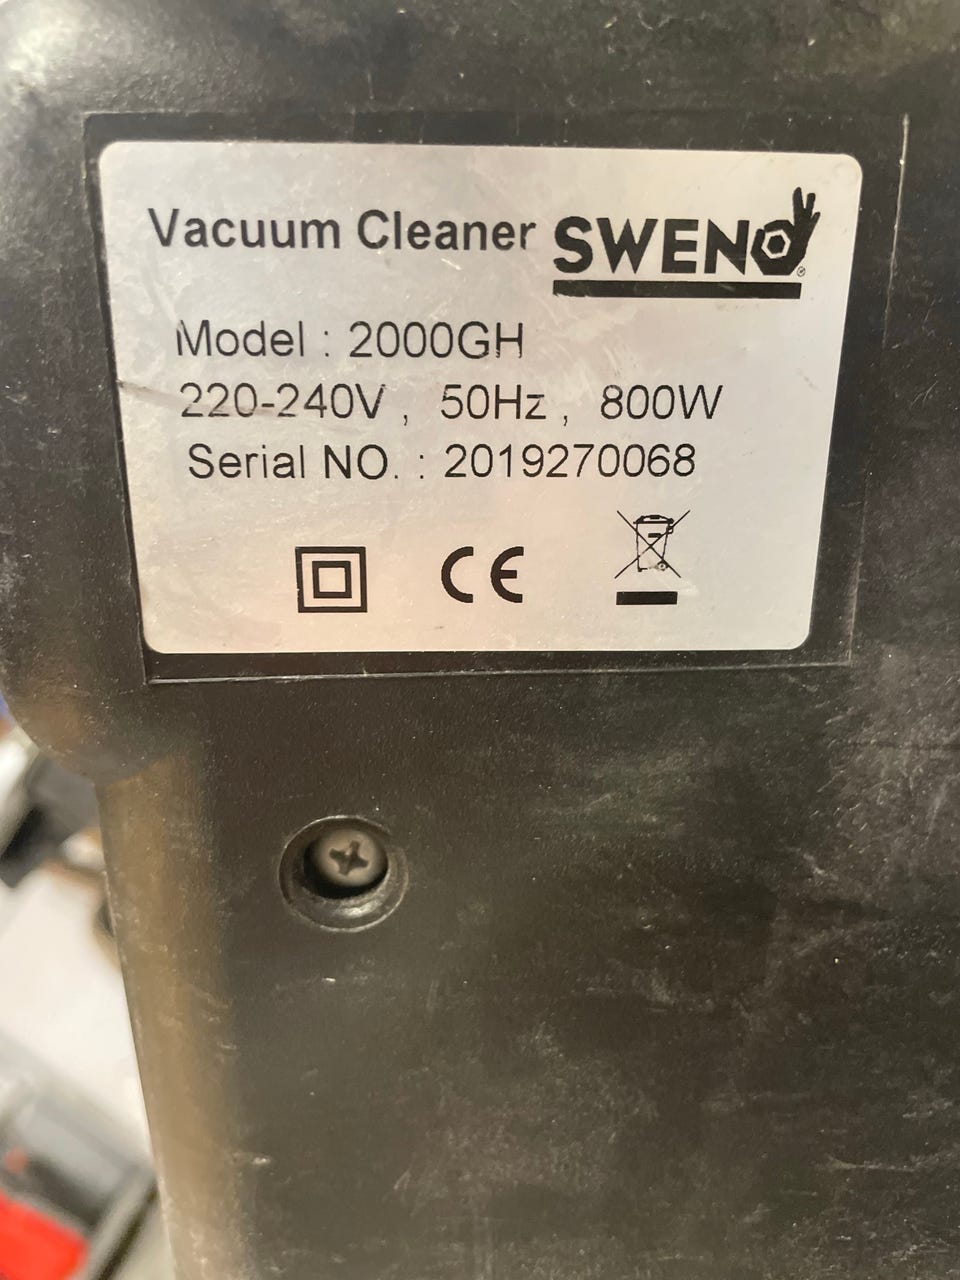 Vacuum Cleaner SWENO
Model : 2000GH
220-240V , 50Hz , 800W
Serial NO. : 2019270068
CE